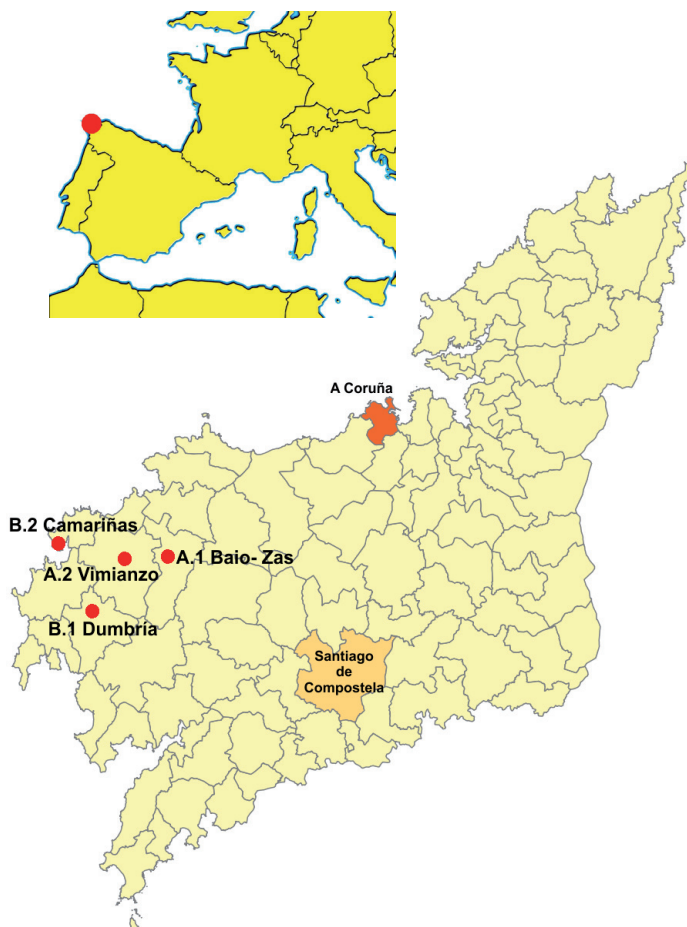 A Coruña
B.2 Camariñas
A.1 Baio- Zas
A.2 Vimianzo
B.1 Dumbría
Santiago
de
Compostela